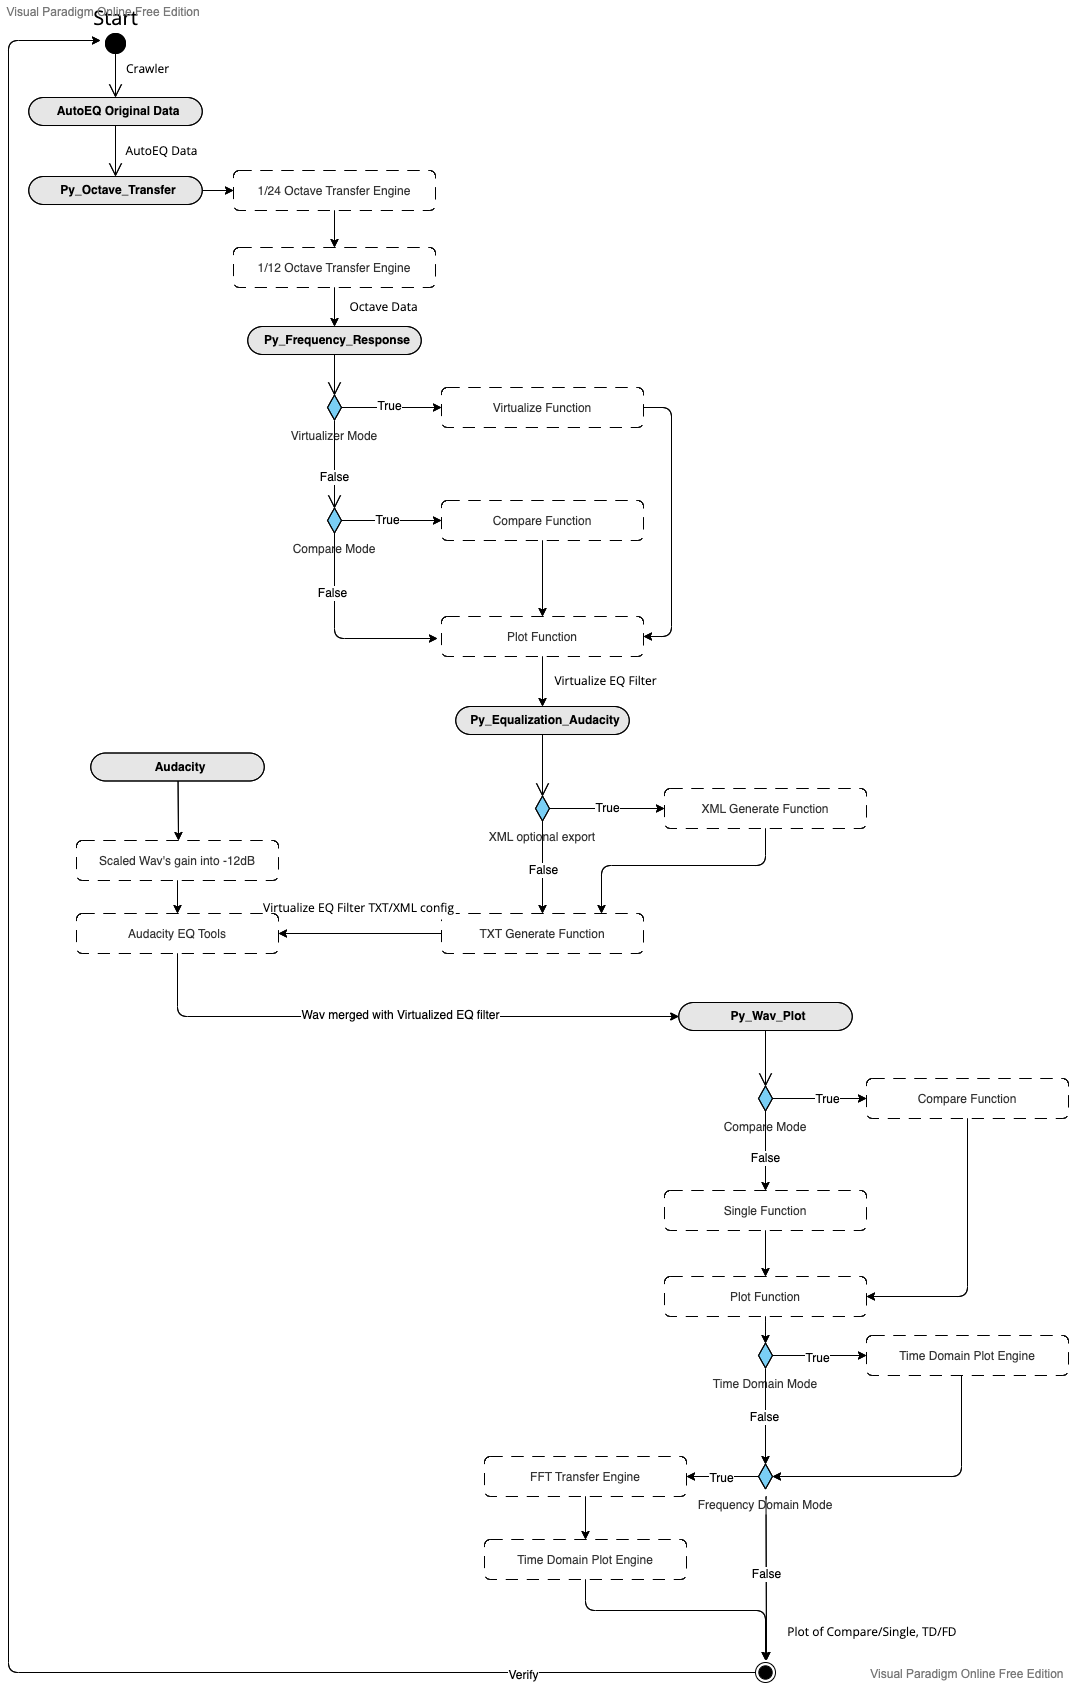 Visual Paradigm Online Free Edition
Start
Crawler
AutoEQ Original Data
AutoEQ Data
Py_Octave_Transfer
1/24 Octave Transfer Engine
1/12 Octave Transfer Engine
Octave Data
Py_Frequency_Response
True
Virtualize Function
Virtualizer Mode
False
True
Compare Function
Compare Mode
False
Plot Function
Virtualize EQ Filter
Py_Equalization_Audacity
Audacity
True
XML Generate Function
XML optional export
Scaled Wav's gain into -12dB
False
Virtualize EQ Filter TXT/XML config
Audacity EQ Tools
TXT Generate Function
Wav merged with Virtualized EQ filter
Py_Wav_Plot
True
Compare Function
Compare Mode
False
Single Function
Plot Function
True
Time Domain Plot Engine
Time Domain Mode
False
FFT Transfer Engine
True
Frequency Domain Mode
Time Domain Plot Engine
False
Plot of Compare/Single, TD/FD
Verify
Visual Paradigm Online Free Edition